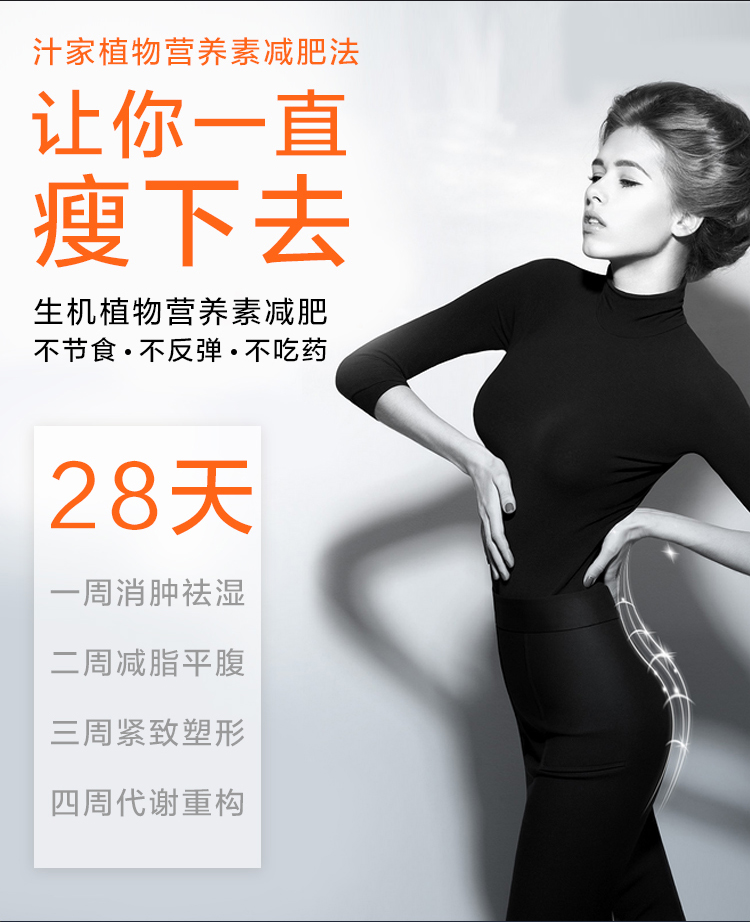 汁家植物营养素减肥法
让你一直
瘦下去
生机植物营养素减肥
不节食·不反弹·不吃药
28天
一周消肿祛湿
二周减脂平腹
三周紧致塑形
四周代谢重构